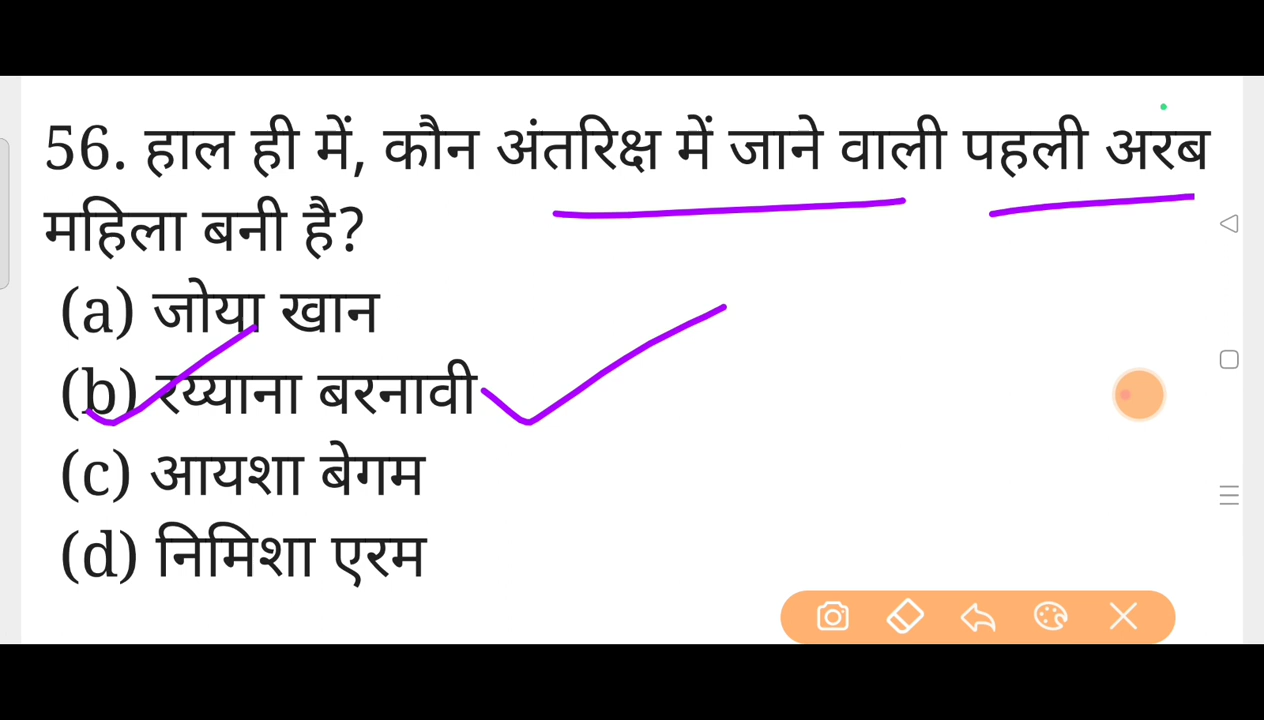 56. हाल ही में, कौन अंतरिक्ष में जाने वाली पहली अरब
महिला बनी है?
(a) जोया खान
(b) रय्याना बरनावी
(c) आयशा बेगम
(d) निमिशा एरम